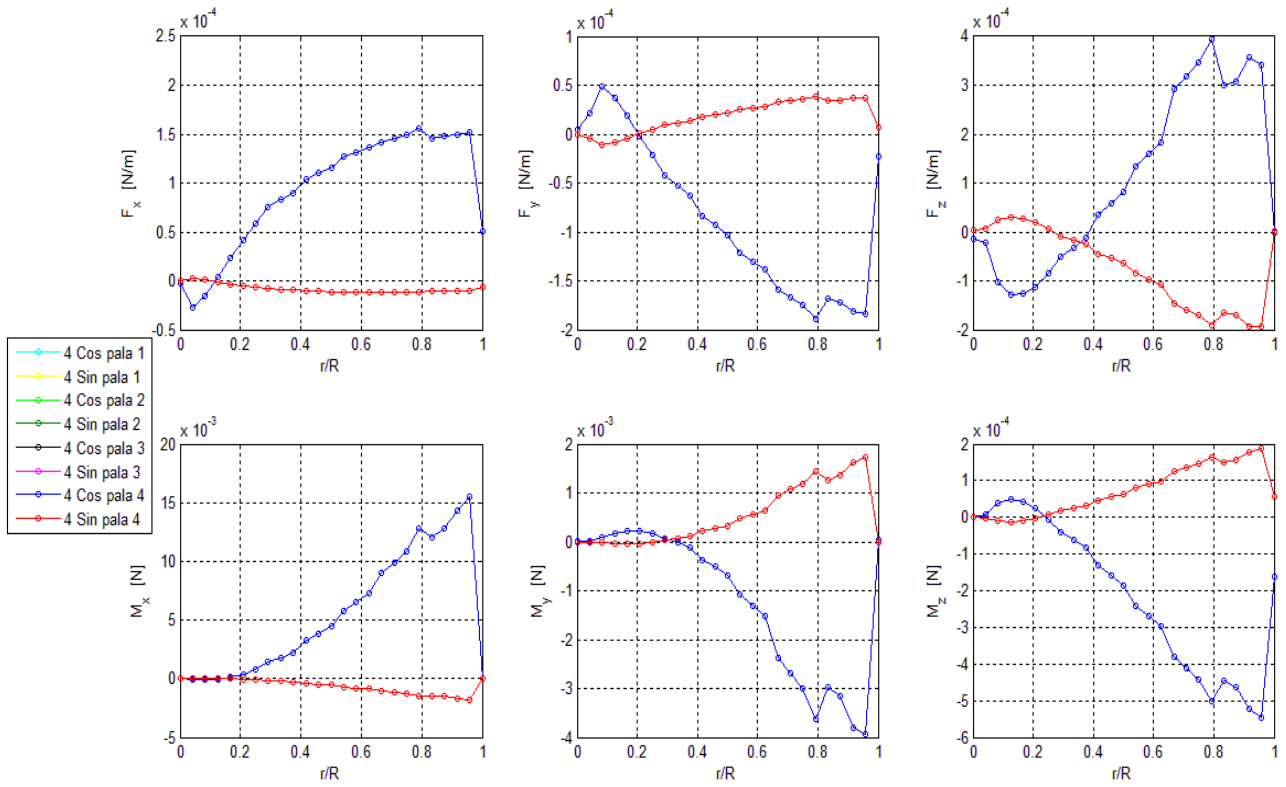 x 10^-4
2.5
2
1.5
1
0.5
0
-0.5
F_x [N/m]
0 0.2 0.4 0.6 0.8 1
r/R
x 10^-4
1
0.5
0
-0.5
-1
-1.5
-2
F_y [N/m]
0 0.2 0.4 0.6 0.8 1
r/R
x 10^-4
4
3
2
1
0
-1
-2
F_z [N/m]
0 0.2 0.4 0.6 0.8 1
r/R
4 Cos pala 1
4 Sin pala 1
4 Cos pala 2
4 Sin pala 2
4 Cos pala 3
4 Sin pala 3
4 Cos pala 4
4 Sin pala 4
x 10^-3
20
15
10
5
0
-5
M_x [N]
0 0.2 0.4 0.6 0.8 1
r/R
x 10^-3
2
1
0
-1
-2
-3
-4
M_y [N]
0 0.2 0.4 0.6 0.8 1
r/R
x 10^-4
2
1
0
-1
-2
-3
-4
-5
-6
M_z [N]
0 0.2 0.4 0.6 0.8 1
r/R